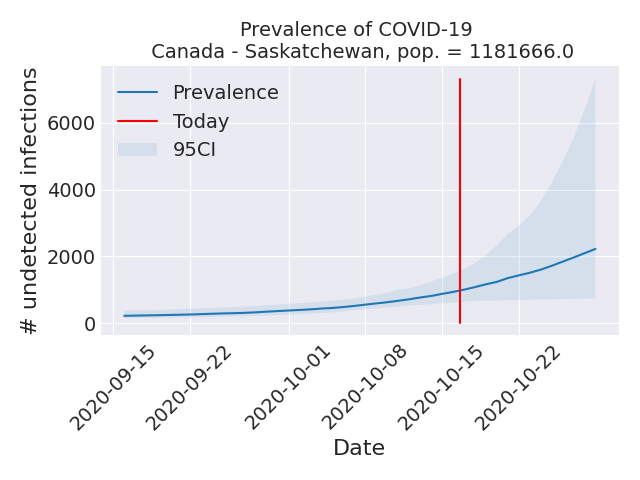 Prevalence of COVID-19
Canada - Saskatchewan, pop. = 1181666.0
# undetected infections
6000
4000
2000
0
Prevalence
Today
95CI
2020-09-15
2020-09-22
2020-10-01
2020-10-08
2020-10-15
2020-10-22
Date